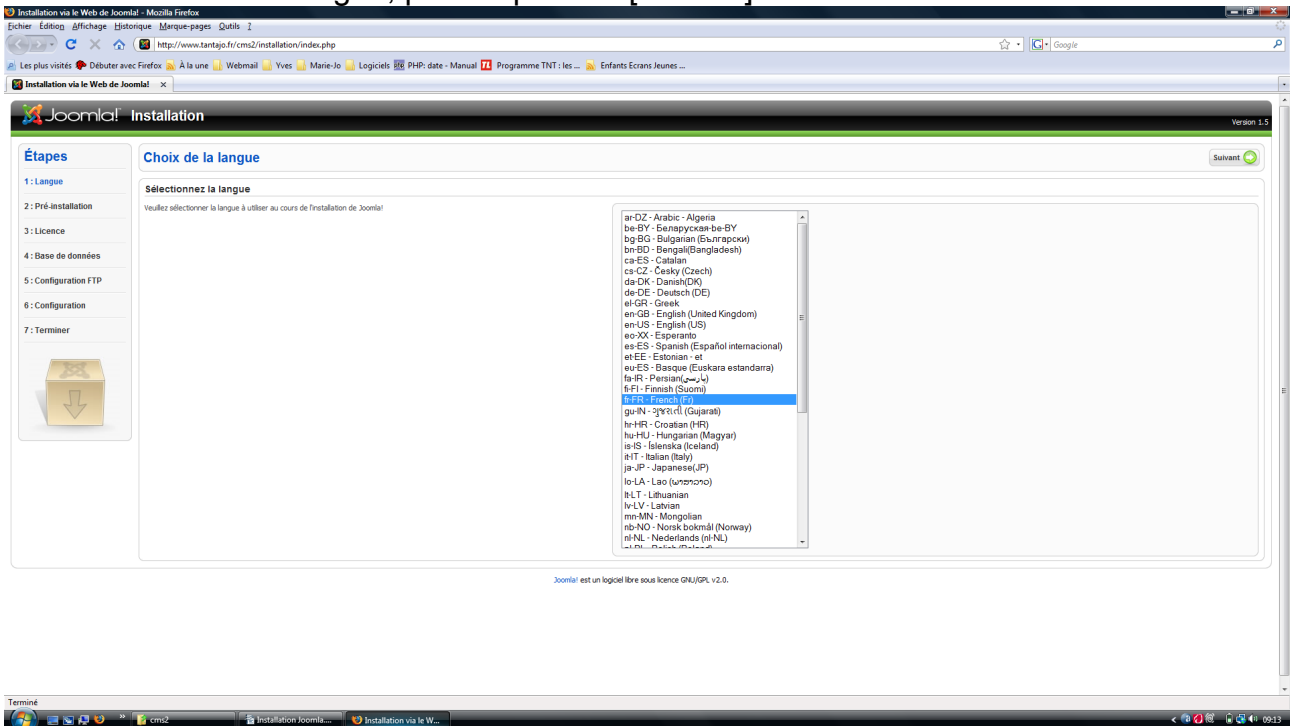 Installation via le Web de Joomla! - Mozilla Firefox
Fichier Édition Affichage Historique Marque-pages Outils ?
http://www.tantajo.fr/cms2/installation/index.php
Google
Les plus visités Débuter avec Firefox À la une Webmail Yves Marie-Jo Logiciels PHP: date - Manual Programme TNT : les ... Enfants Ecrans Jeunes ...
Installation via le Web de Joomla!
Joomla! Installation
Version 1.5
Étapes
1 : Langue
2 : Pré-installation
3 : Licence
4 : Base de données
5 : Configuration FTP
6 : Configuration
7 : Terminer
Choix de la langue
Suivant
Sélectionnez la langue
Veuillez sélectionner la langue à utiliser au cours de l'installation de Joomla!
ar-DZ - Arabic - Algeria
be-BY - Беларуская-be-BY
bg-BG - Bulgarian (Български)
bn-BD - Bengali(Bangladesh)
ca-ES - Catalan
cs-CZ - Česky (Czech)
da-DK - Danish(DK)
de-DE - Deutsch (DE)
el-GR - Greek
en-GB - English (United Kingdom)
en-US - English (US)
eo-XX - Esperanto
es-ES - Spanish (Español internacional)
et-EE - Estonian - et
eu-ES - Basque (Euskara estandarra)
fa-IR - Persian(پارسی)
fi-FI - Finnish (Suomi)
fr-FR - French (Fr)
gu-IN - ગુજરાતી (Gujarati)
hr-HR - Croatian (HR)
hu-HU - Hungarian (Magyar)
is-IS - Íslenska (Iceland)
it-IT - Italian (Italy)
ja-JP - Japanese(JP)
lo-LA - Lao (ພາສາລາວ)
lt-LT - Lithuanian
lv-LV - Latvian
mn-MN - Mongolian
nb-NO - Norsk bokmål (Norway)
nl-NL - Nederlands (nl-NL)
Joomla! est un logiciel libre sous licence GNU/GPL v2.0.
Terminé
cms2
Installation Joomla....
Installation via le W...
09:13